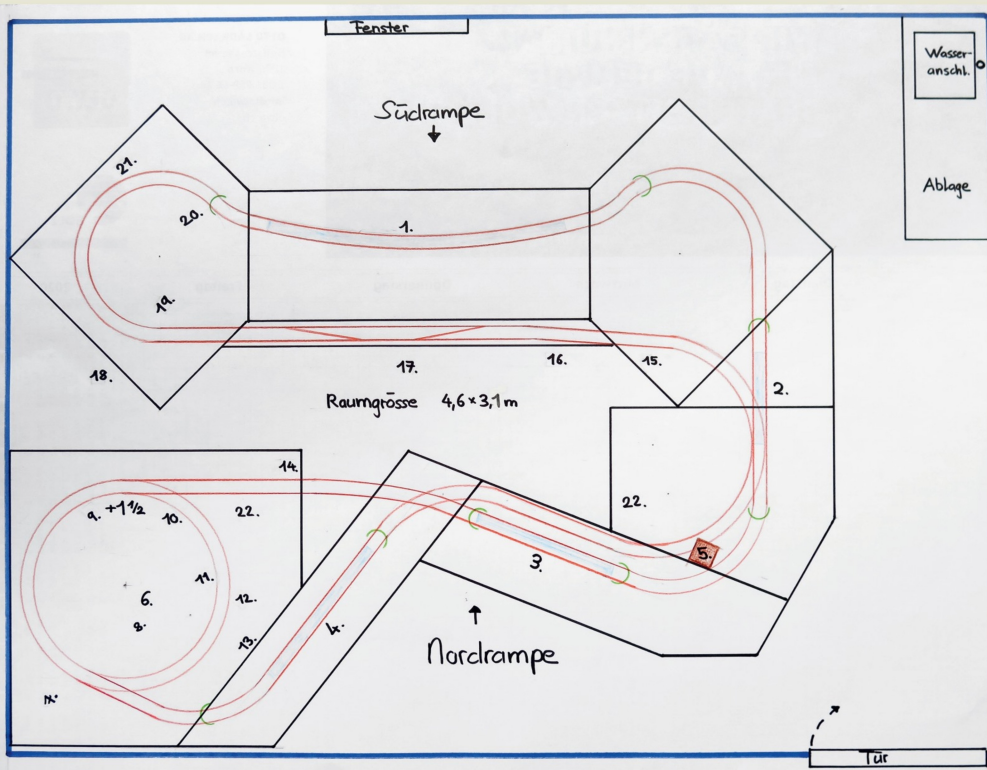 Fenster
Wasser-
anschl.
Südrampe
Ablage
21.
20.
1.
19.
18.
17.
16.
15.
2.
Raumgrösse 4,6 x 3,1 m
14.
9. +1 1/2
10.
22.
22.
5.
3.
11.
6.
12.
8.
13.
4.
Nordrampe
Tür